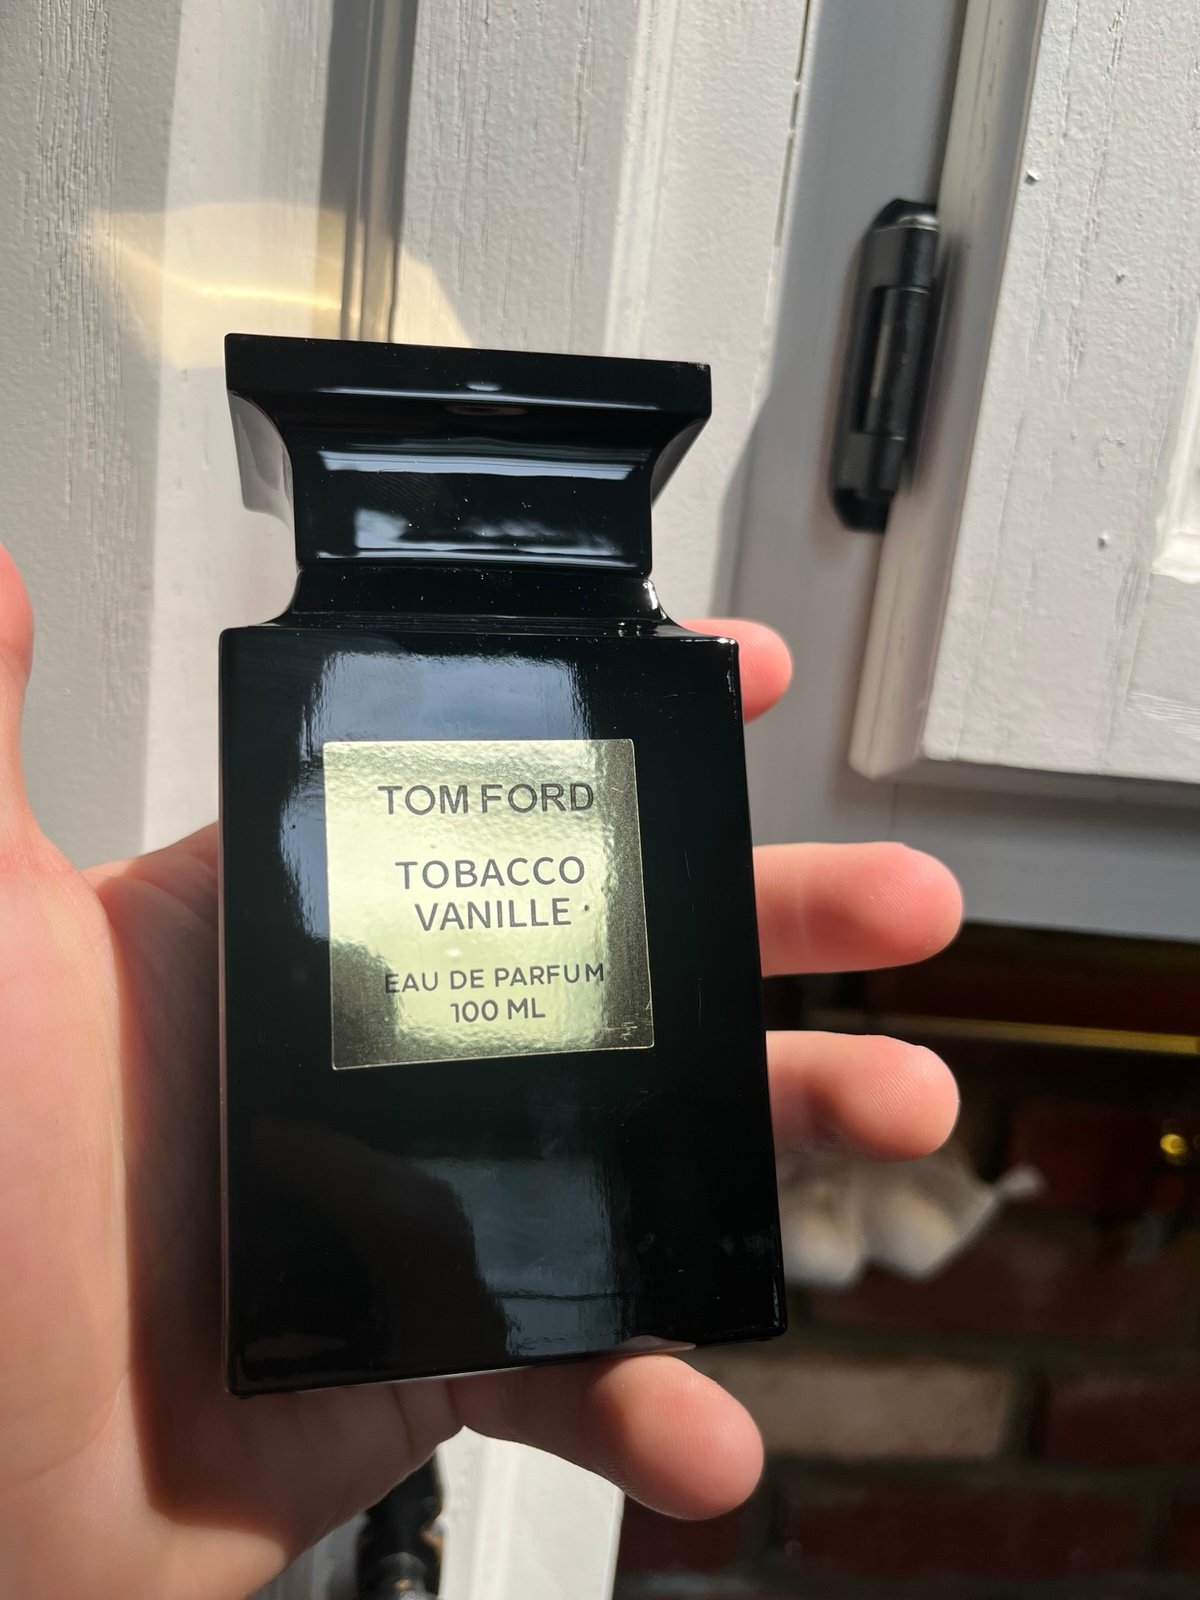 TOM FORD
TOBACCO
VANILLE
EAU DE PARFUM
100 ML